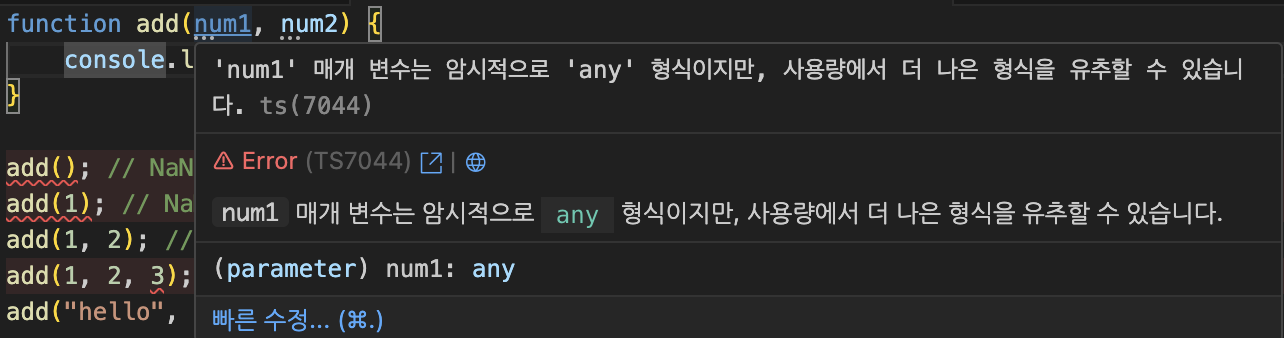 function add(num1, num2) {
console.l
'num1' 매개 변수는 암시적으로 'any' 형식이지만, 사용량에서 더 나은 형식을 유추할 수 있습니
다. ts(7044)
}
Error (TS7044) |
add(); // NaN
add(1); // Na
num1 매개 변수는 암시적으로 any 형식이지만, 사용량에서 더 나은 형식을 유추할 수 있습니다.
add(1, 2); //
add(1, 2, 3);
(parameter) num1: any
add("hello",
빠른 수정... (⌘.)